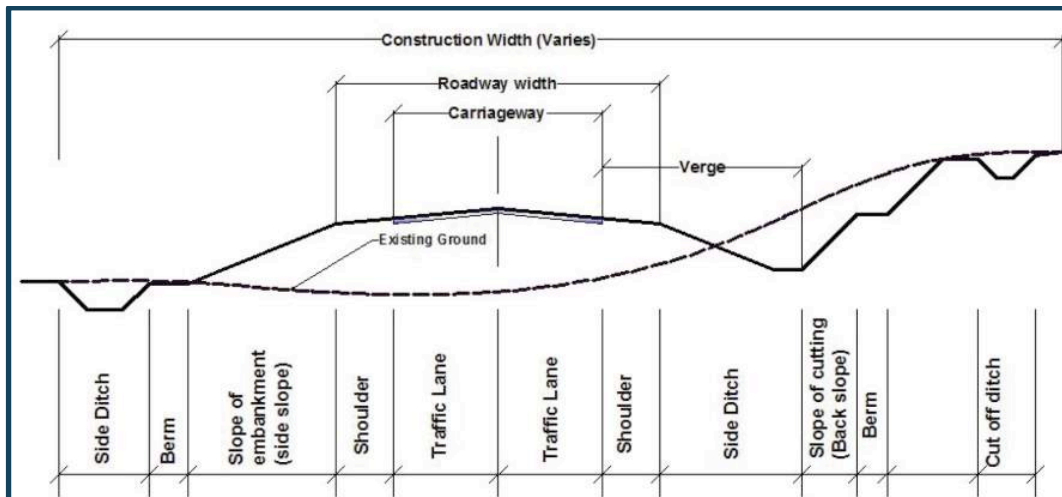 Construction Width (Varies)
Roadway width
Carriageway
Verge
Existing Ground
Side Ditch
Berm
Slope of
embankment
(side slope)
Shoulder
Traffic Lane
Traffic Lane
Shoulder
Side Ditch
Slope of cutting
(Back slope)
Berm
Cut off ditch